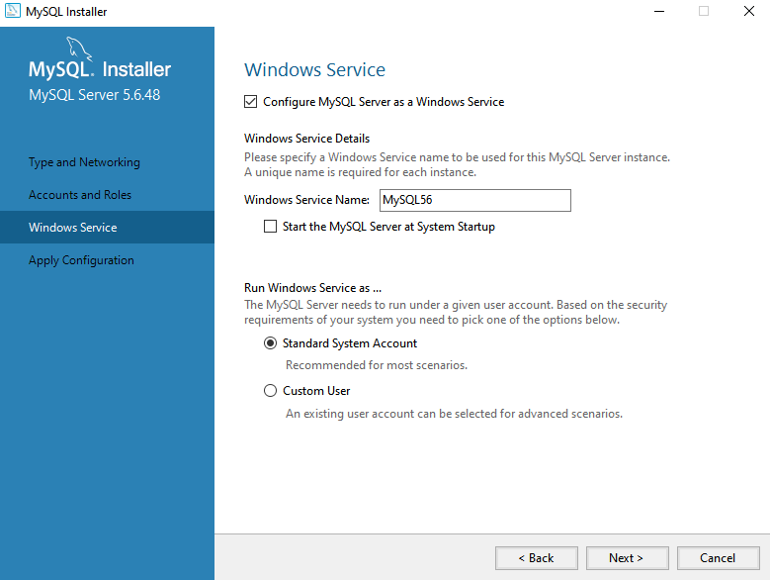 MySQL Installer
MySQL. Installer
MySQL Server 5.6.48
Type and Networking
Accounts and Roles
Windows Service
Apply Configuration
Windows Service
Configure MySQL Server as a Windows Service
Windows Service Details
Please specify a Windows Service name to be used for this MySQL Server instance.
A unique name is required for each instance.
Windows Service Name: MySQL56
Start the MySQL Server at System Startup
Run Windows Service as ...
The MySQL Server needs to run under a given user account. Based on the security
requirements of your system you need to pick one of the options below.
Standard System Account
Recommended for most scenarios.
Custom User
An existing user account can be selected for advanced scenarios.
< Back Next > Cancel